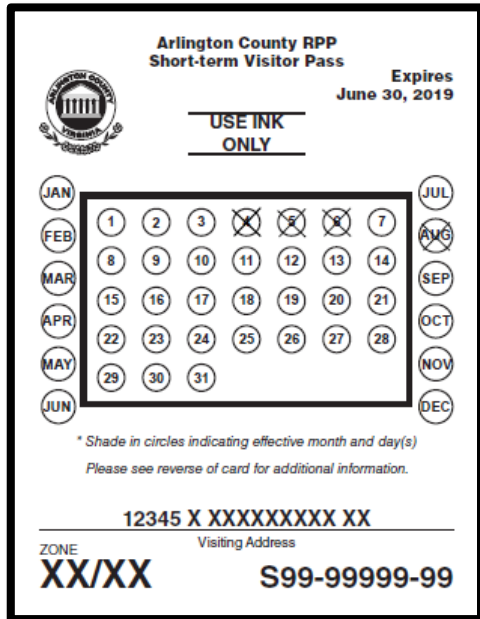 Arlington County RPP
Short-term Visitor Pass
Expires
June 30, 2019
ARLINGTON COUNTY
VIRGINIA
USE INK
ONLY
JAN JUL
1 2 3 4 5 6 7
FEB AUG
8 9 10 11 12 13 14
MAR SEP
15 16 17 18 19 20 21
APR OCT
22 23 24 25 26 27 28
MAY NOV
29 30 31
JUN DEC
* Shade in circles indicating effective month and day(s)
Please see reverse of card for additional information.
12345 X XXXXXXXXX XX
Visiting Address
ZONE
XX/XX S99-99999-99